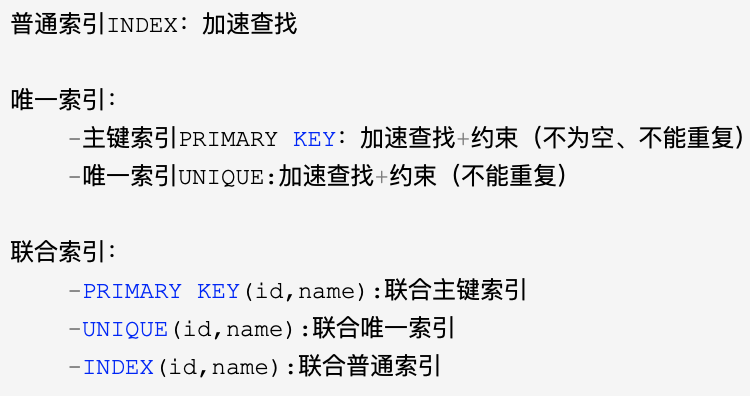 普通索引INDEX：加速查找
唯一索引：
-主键索引PRIMARY KEY：加速查找+约束（不为空、不能重复）
-唯一索引UNIQUE:加速查找+约束（不能重复）
联合索引：
-PRIMARY KEY(id,name):联合主键索引
-UNIQUE(id,name):联合唯一索引
-INDEX(id,name):联合普通索引